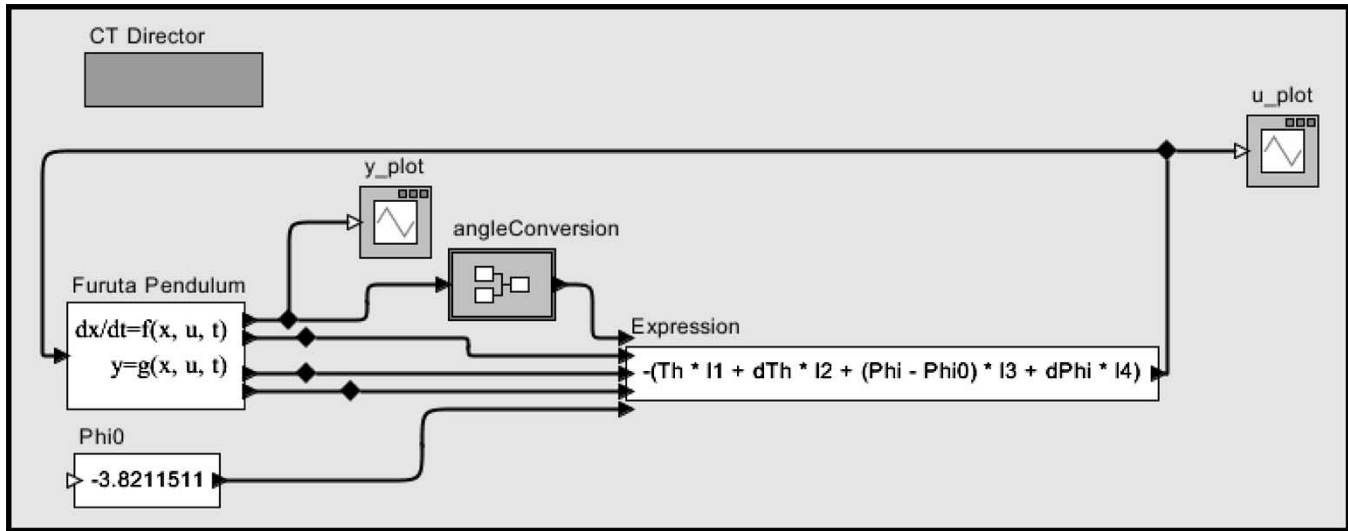 CT Director
u_plot
y_plot
angleConversion
Furuta Pendulum
dx/dt=f(x, u, t)
y=g(x, u, t)
Expression
-(Th * l1 + dTh * l2 + (Phi - Phi0) * l3 + dPhi * l4)
Phi0
-3.8211511